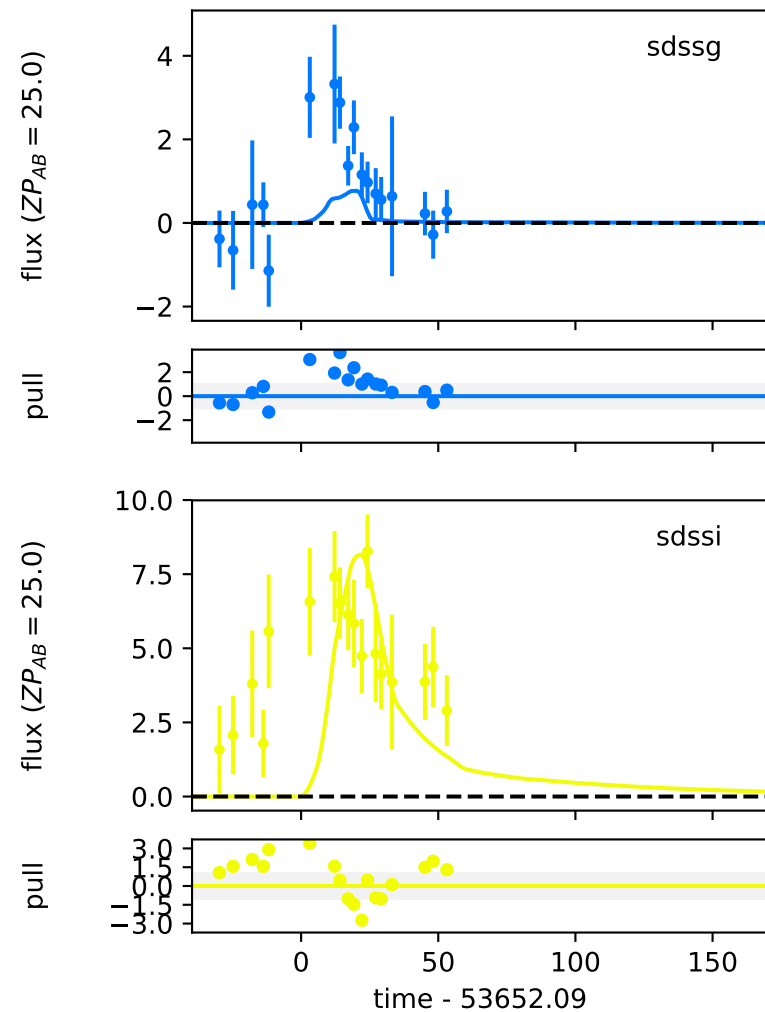 sdssg
flux (ZP_AB = 25.0)
4
2
0
−2
pull
2
0
−2
sdssi
flux (ZP_AB = 25.0)
10.0
7.5
5.0
2.5
0.0
pull
3.0
1.5
0.0
−1.5
−3.0
0 50 100 150
time - 53652.09